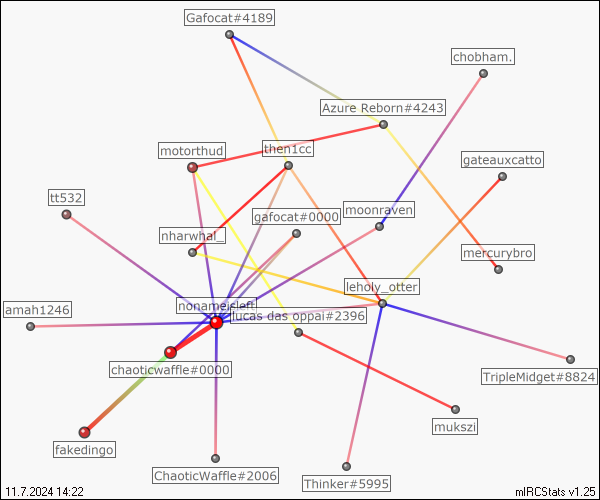 Gafocat#4189
chobham.
Azure Reborn#4243
motorthud
then1cc
gateauxcatto
tt532
gafocat#0000
moonraven
nharwhal_
mercurybro
leholy_otter
amah1246
lucas das oppai#2396
chaoticwaffle#0000
TripleMidget#8824
mukszi
fakedingo
ChaoticWaffle#2006
Thinker#5995
11.7.2024 14:22
mIRCStats v1.25